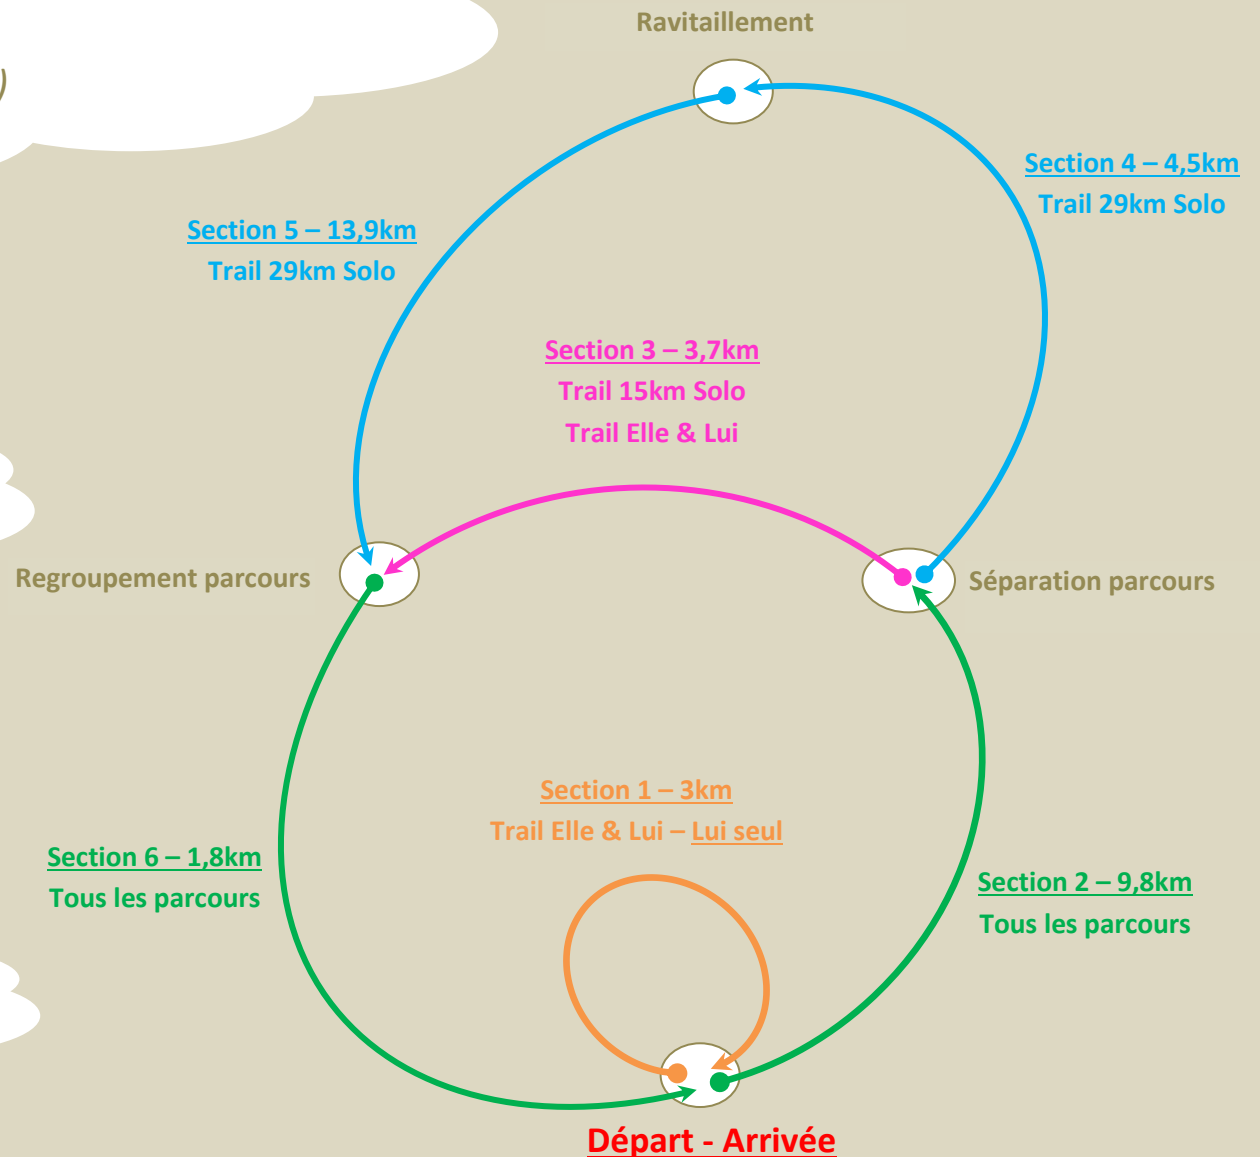 Ravitaillement
)
Section 4 – 4,5km
Trail 29km Solo
Section 5 – 13,9km
Trail 29km Solo
Section 3 – 3,7km
Trail 15km Solo
Trail Elle & Lui
Regroupement parcours
Séparation parcours
Section 1 – 3km
Trail Elle & Lui – Lui seul
Section 6 – 1,8km
Tous les parcours
Section 2 – 9,8km
Tous les parcours
Départ - Arrivée